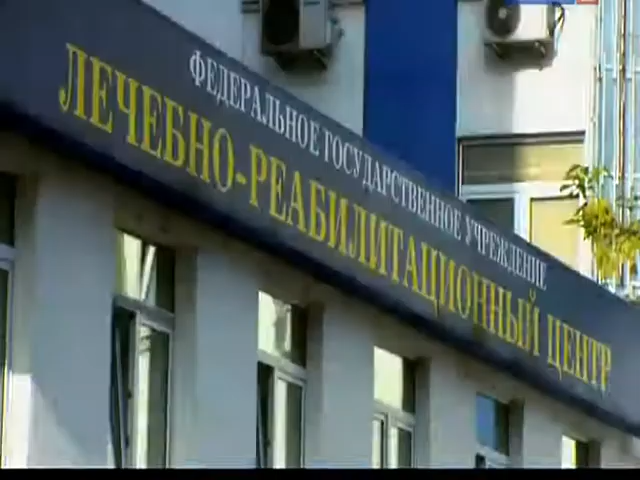 ФЕДЕРАЛЬНОЕ ГОСУДАРСТВЕННОЕ УЧРЕЖДЕНИЕ
ЛЕЧЕБНО-РЕАБИЛИТАЦИОННЫЙ ЦЕНТР